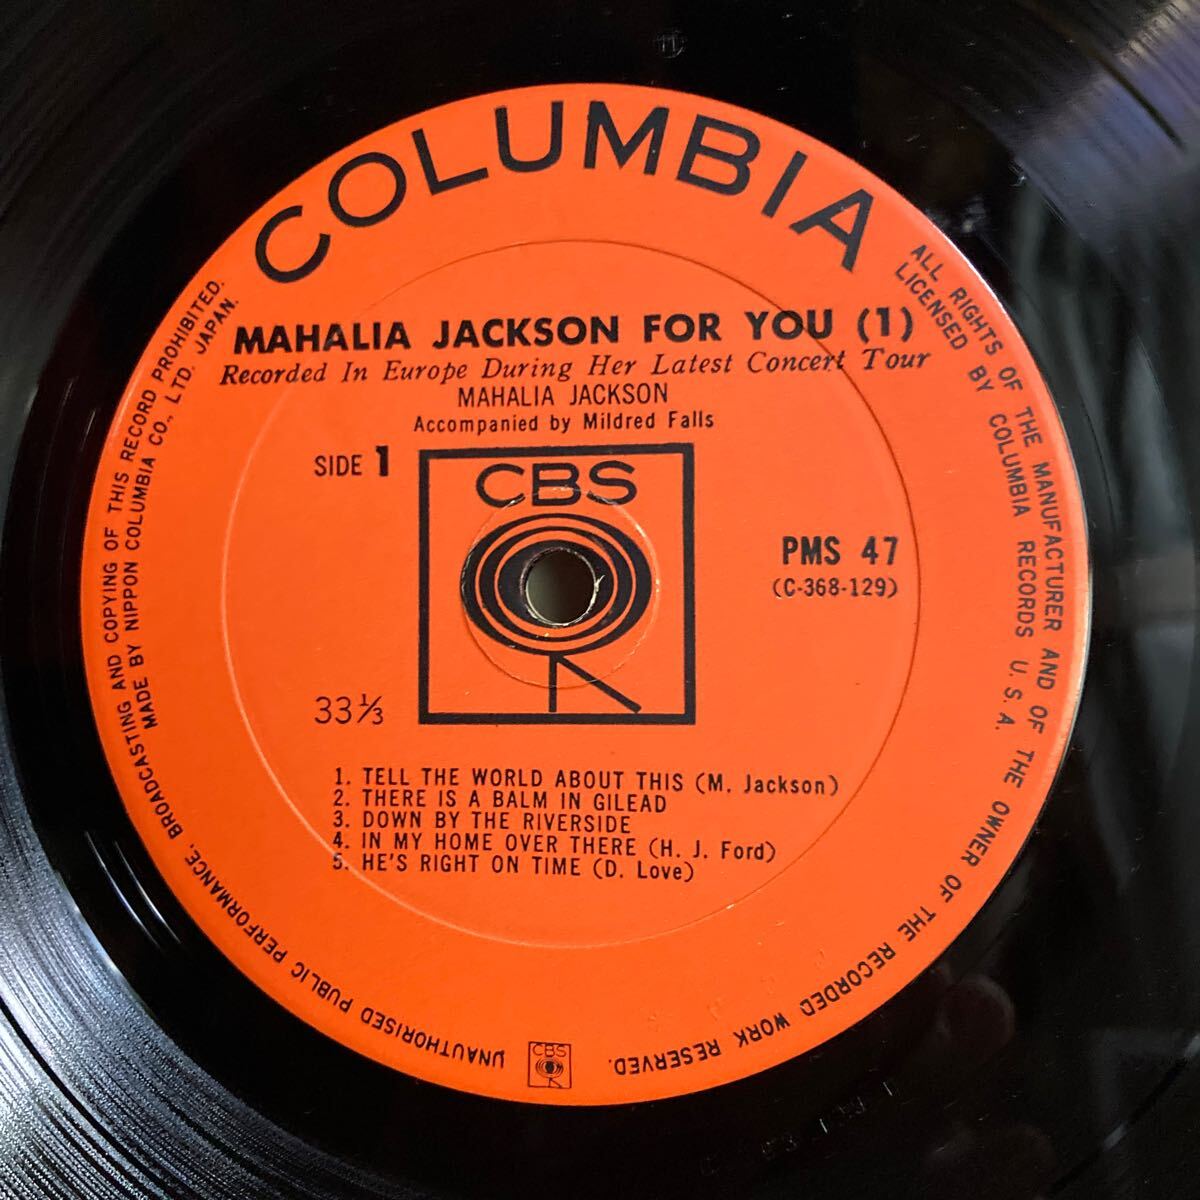 COLUMBIA
MAHALIA JACKSON FOR YOU (1)
Recorded In Europe During Her Latest Concert Tour
MAHALIA JACKSON
Accompanied by Mildred Falls
SIDE 1
CBS
PMS 47
(C-368-129)
33 1/3
1. TELL THE WORLD ABOUT THIS (M. Jackson)
2. THERE IS A BALM IN GILEAD
3. DOWN BY THE RIVERSIDE
4. IN MY HOME OVER THERE (H. J. Ford)
5. HE'S RIGHT ON TIME (D. Love)
ALL RIGHTS OF THE MANUFACTURER AND OF THE OWNER OF THE RECORDED WORK RESERVED.
LICENSED BY COLUMBIA RECORDS U. S. A.
UNAUTHORISED PUBLIC PERFORMANCE, BROADCASTING AND COPYING OF THIS RECORD PROHIBITED.
MADE BY NIPPON COLUMBIA CO., LTD. JAPAN.
CBS